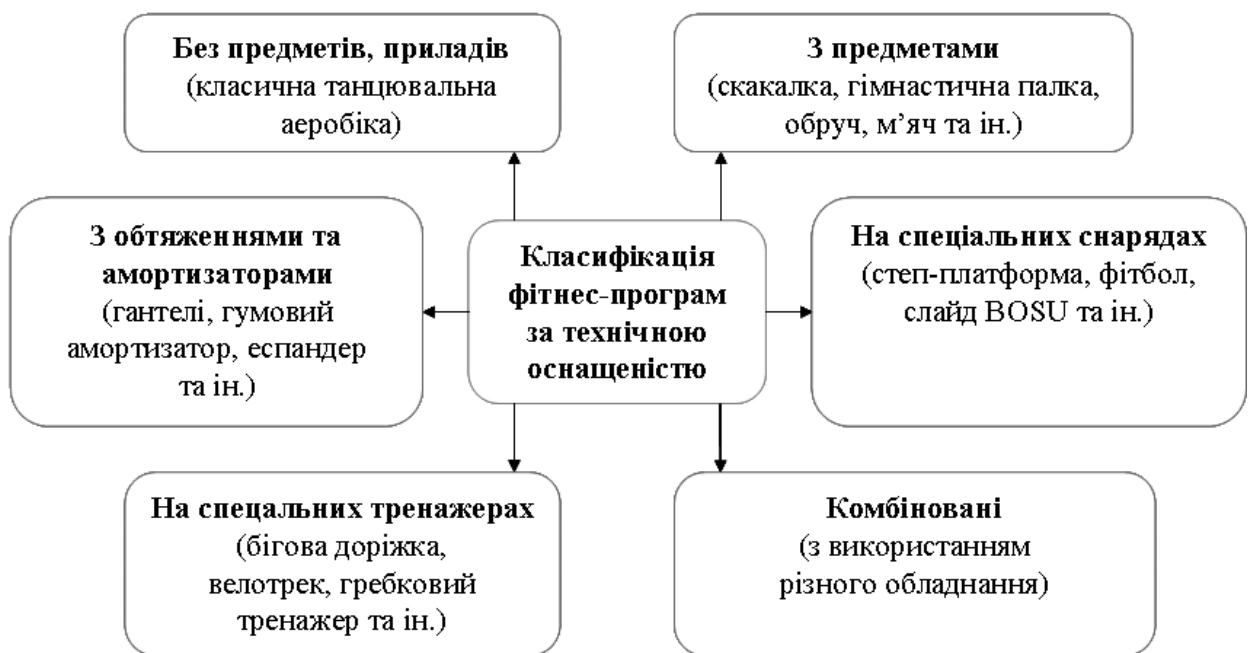 Без предметів, приладів
(класична танцювальна
аеробіка)
З предметами
(скакалка, гімнастична палка,
обруч, м’яч та ін.)
З обтяженнями та
амортизаторами
(гантелі, гумовий
амортизатор, еспандер
та ін.)
Класифікація
фітнес-програм
за технічною
оснащеністю
На спеціальних снарядах
(степ-платформа, фітбол,
слайд BOSU та ін.)
На спецальних тренажерах
(бігова доріжка,
велотрек, гребковий
тренажер та ін.)
Комбіновані
(з використанням
різного обладнання)